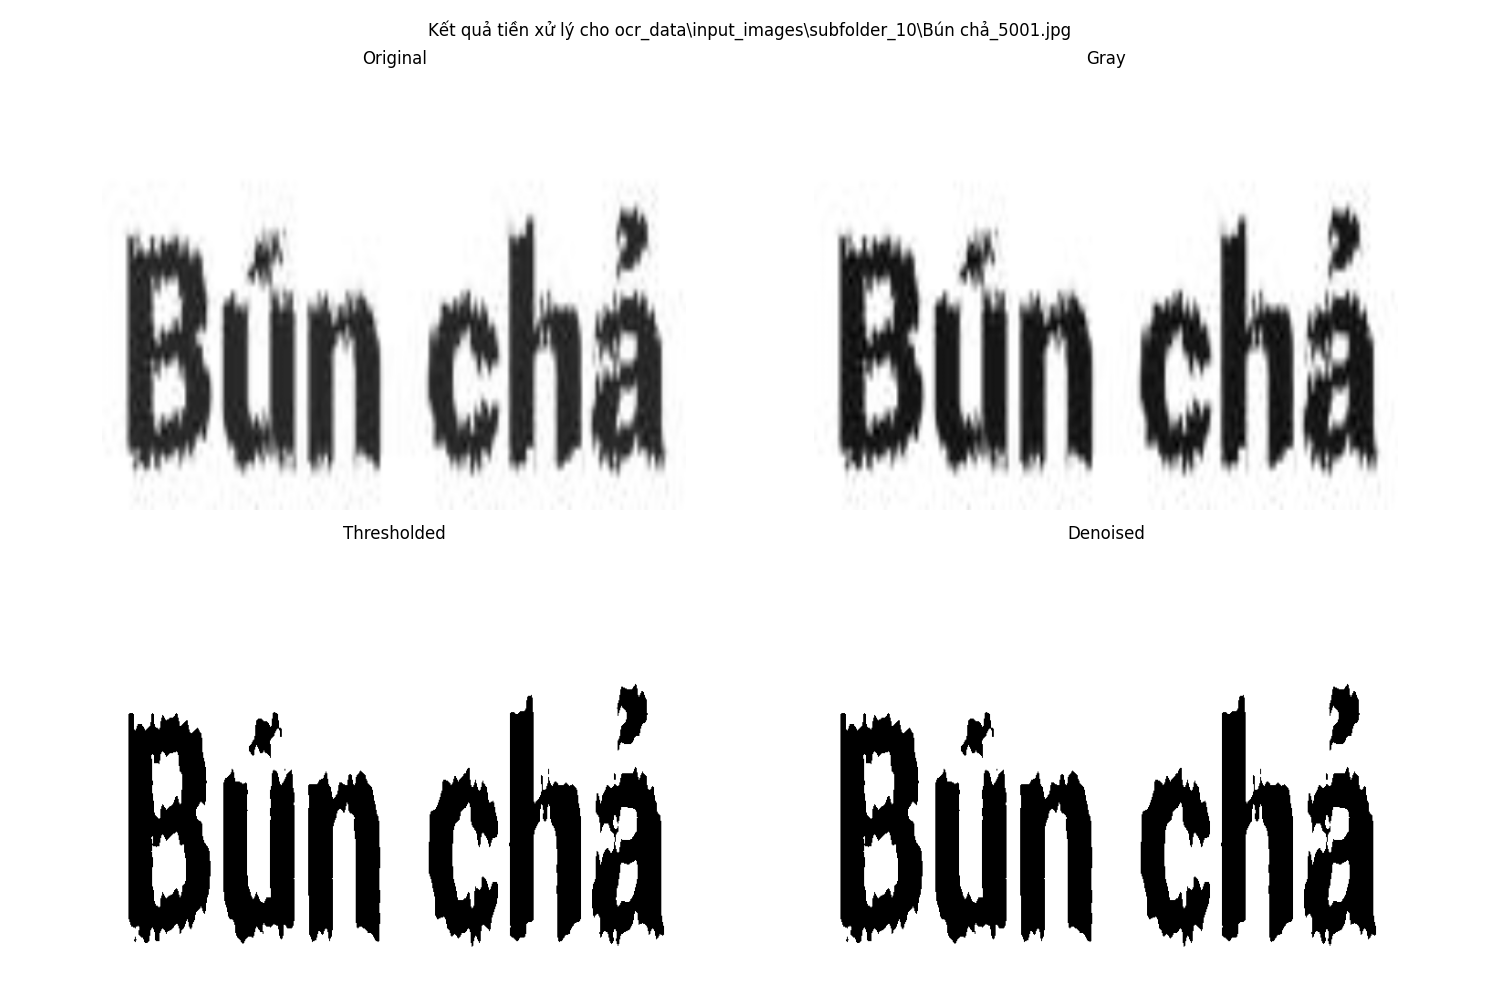 Kết quả tiền xử lý cho ocr_data\input_images\subfolder_10\Bún chả_5001.jpg
Original
Gray
Bún chả
Bún chả
Thresholded
Denoised
Bún chả
Bún chả